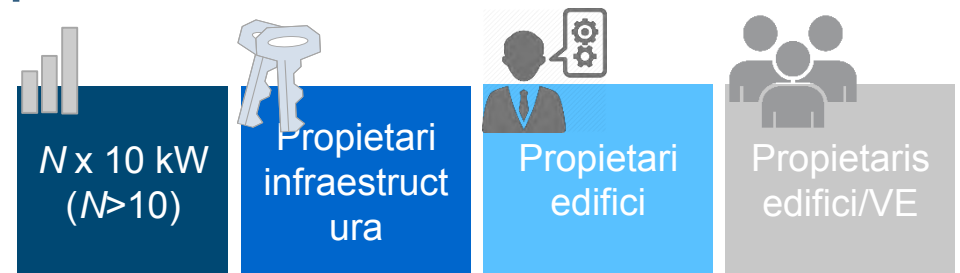 N x 10 kW
(N>10)
Propietari
infraestruct
ura
Propietari
edifici
Propietaris
edifici/VE